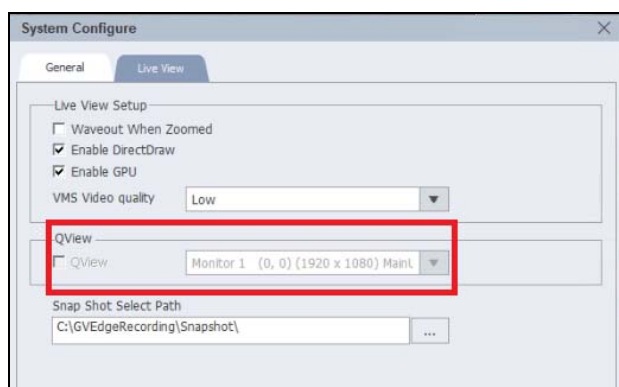 System Configure
General
Live View
Live View Setup
Waveout When Zoomed
Enable DirectDraw
Enable GPU
VMS Video quality Low
QView
QView Monitor 1 (0, 0) (1920 x 1080) Main
Snap Shot Select Path
C:\GVEdgeRecording\Snapshot\
...